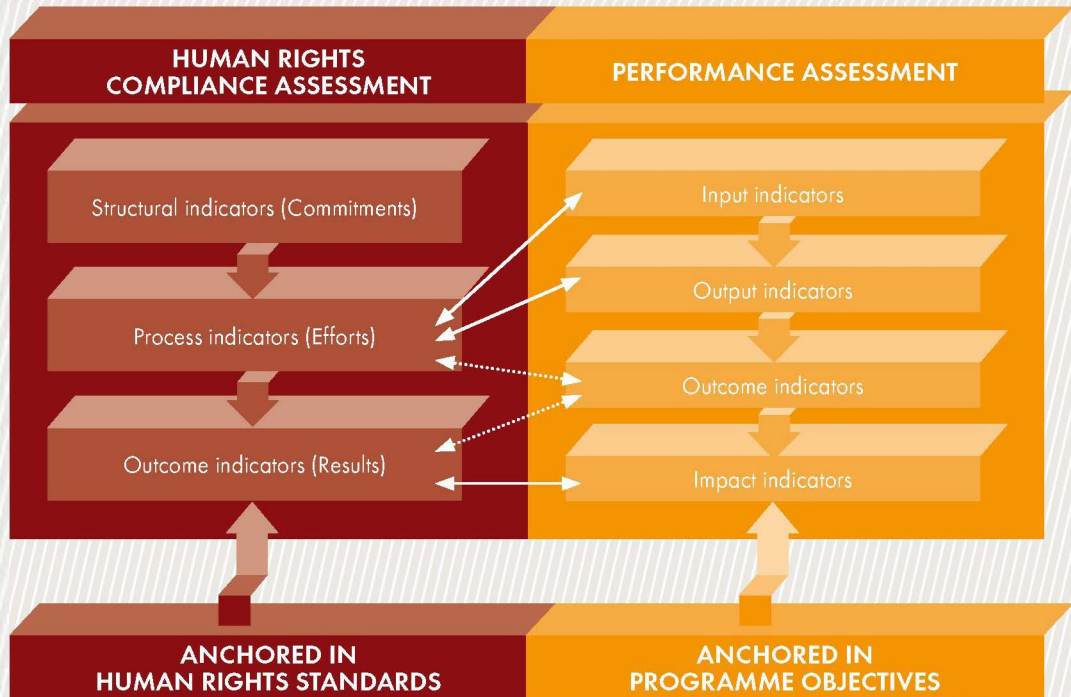 HUMAN RIGHTS
COMPLIANCE ASSESSMENT
PERFORMANCE ASSESSMENT
Structural indicators (Commitments)
Process indicators (Efforts)
Outcome indicators (Results)
Input indicators
Output indicators
Outcome indicators
Impact indicators
ANCHORED IN
HUMAN RIGHTS STANDARDS
ANCHORED IN
PROGRAMME OBJECTIVES